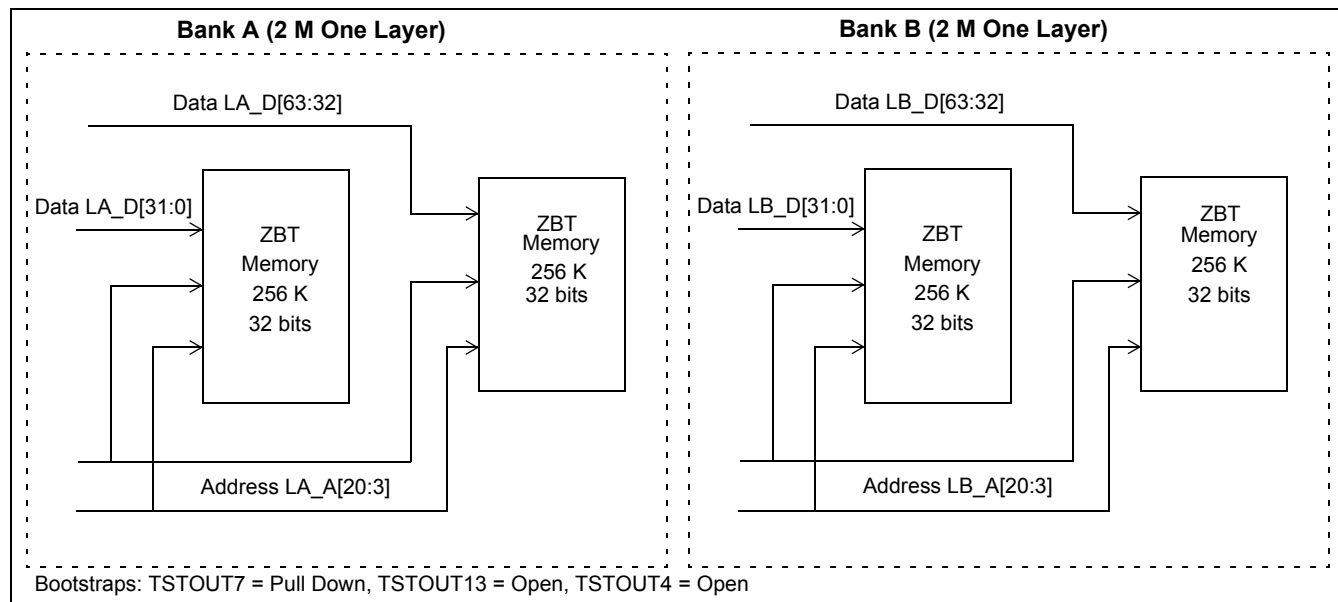 Bank A (2 M One Layer)
Data LA_D[63:32]
Data LA_D[31:0]
ZBT
Memory
256 K
32 bits
ZBT
Memory
256 K
32 bits
Address LA_A[20:3]
Bank B (2 M One Layer)
Data LB_D[63:32]
Data LB_D[31:0]
ZBT
Memory
256 K
32 bits
ZBT
Memory
256 K
32 bits
Address LB_A[20:3]
Bootstraps: TSTOUT7 = Pull Down, TSTOUT13 = Open, TSTOUT4 = Open